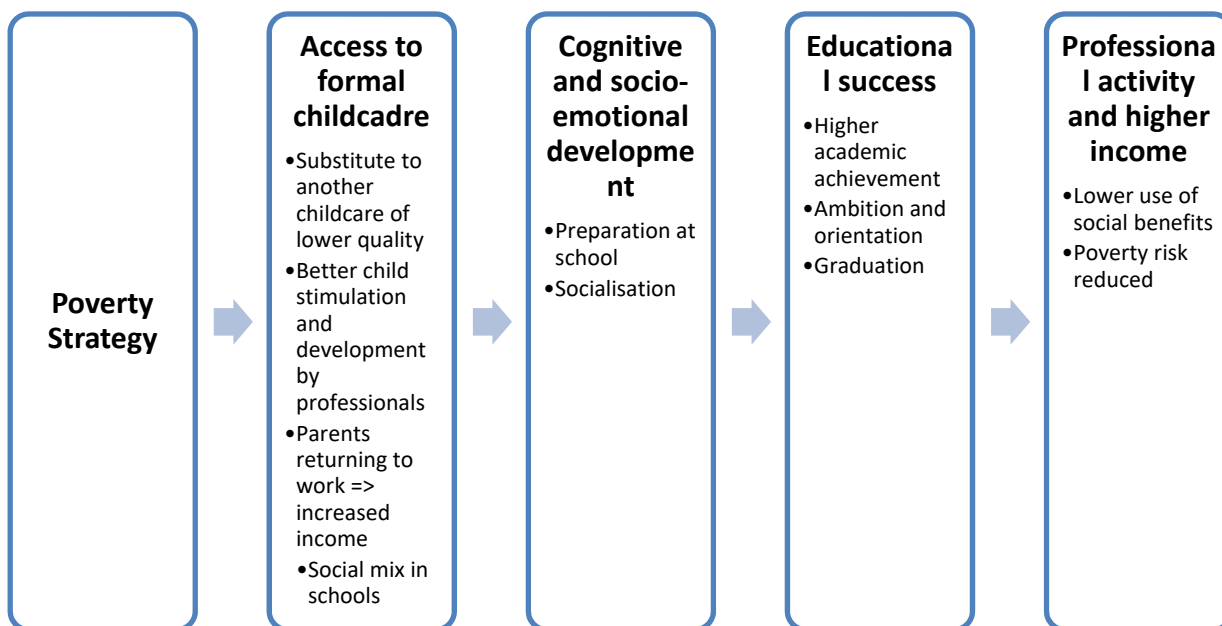 Poverty
Strategy
Access to
formal
childcadre
•Substitute to
another
childcare of
lower quality
•Better child
stimulation
and
development
by
professionals
•Parents
returning to
work =>
increased
income
•Social mix in
schools
Cognitive
and socio-
emotional
developme
nt
•Preparation at
school
•Socialisation
Educationa
l success
•Higher
academic
achievement
•Ambition and
orientation
•Graduation
Professiona
l activity
and higher
income
•Lower use of
social benefits
•Poverty risk
reduced